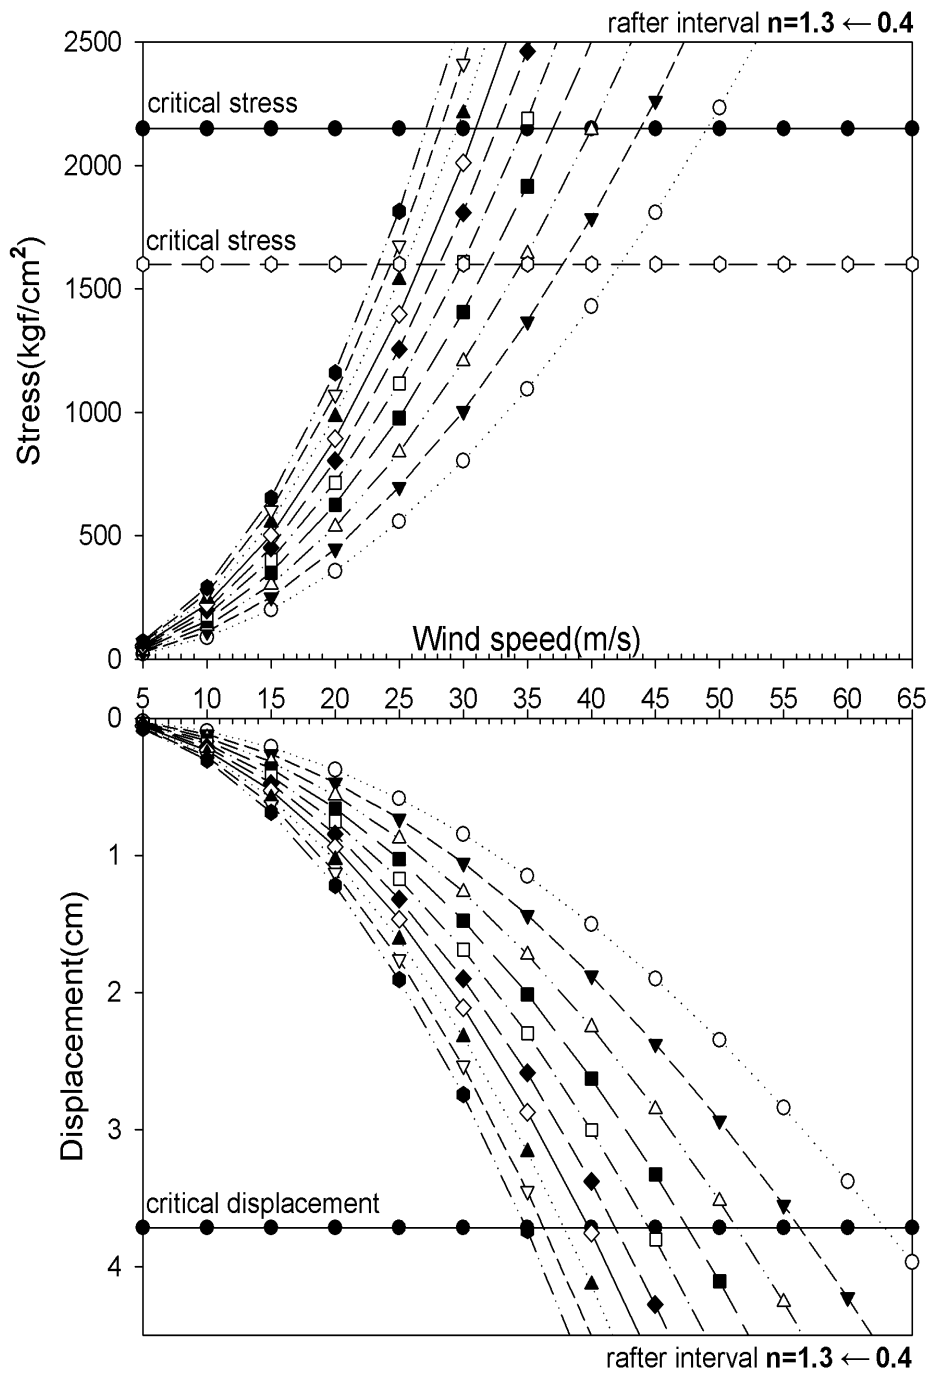 rafter interval n=1.3 ← 0.4
2500
critical stress
2000
critical stress
1500
Stress(kgf/cm²)
1000
500
Wind speed(m/s)
0
5 10 15 20 25 30 35 40 45 50 55 60 65
0
1
2
Displacement(cm)
3
critical displacement
4
rafter interval n=1.3 ← 0.4